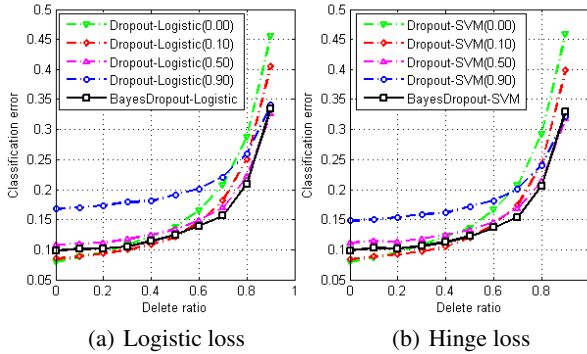 Dropout-Logistic(0.00)
Dropout-Logistic(0.10)
Dropout-Logistic(0.50)
Dropout-Logistic(0.90)
BayesDropout-Logistic
Classification error
0.5
0.45
0.4
0.35
0.3
0.25
0.2
0.15
0.1
0.05
0 0.2 0.4 0.6 0.8 1
Delete ratio
(a) Logistic loss
Dropout-SVM(0.00)
Dropout-SVM(0.10)
Dropout-SVM(0.50)
Dropout-SVM(0.90)
BayesDropout-SVM
Classification error
0.5
0.45
0.4
0.35
0.3
0.25
0.2
0.15
0.1
0.05
0 0.2 0.4 0.6 0.8
Delete ratio
(b) Hinge loss